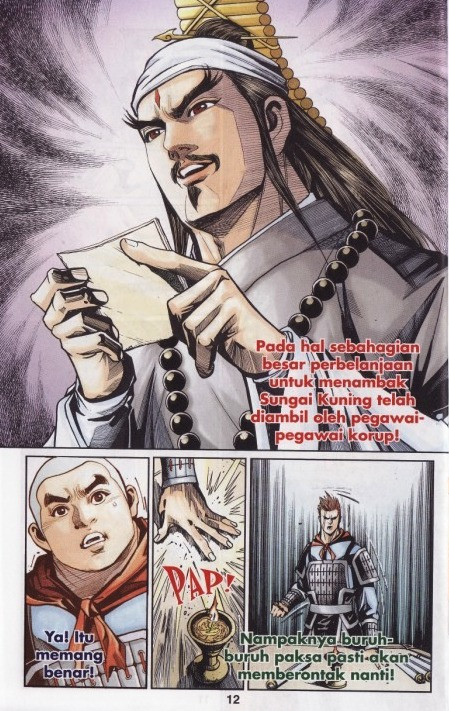 Pada hal sebahagian
besar perbelanjaan
untuk menambak
Sungai Kuning telah
diambil oleh pegawai-
pegawai korup!
Ya! Itu
memang
benar!
PAP!
Nampaknya buruh-
buruh paksa pasti akan
memberontak nanti!
12